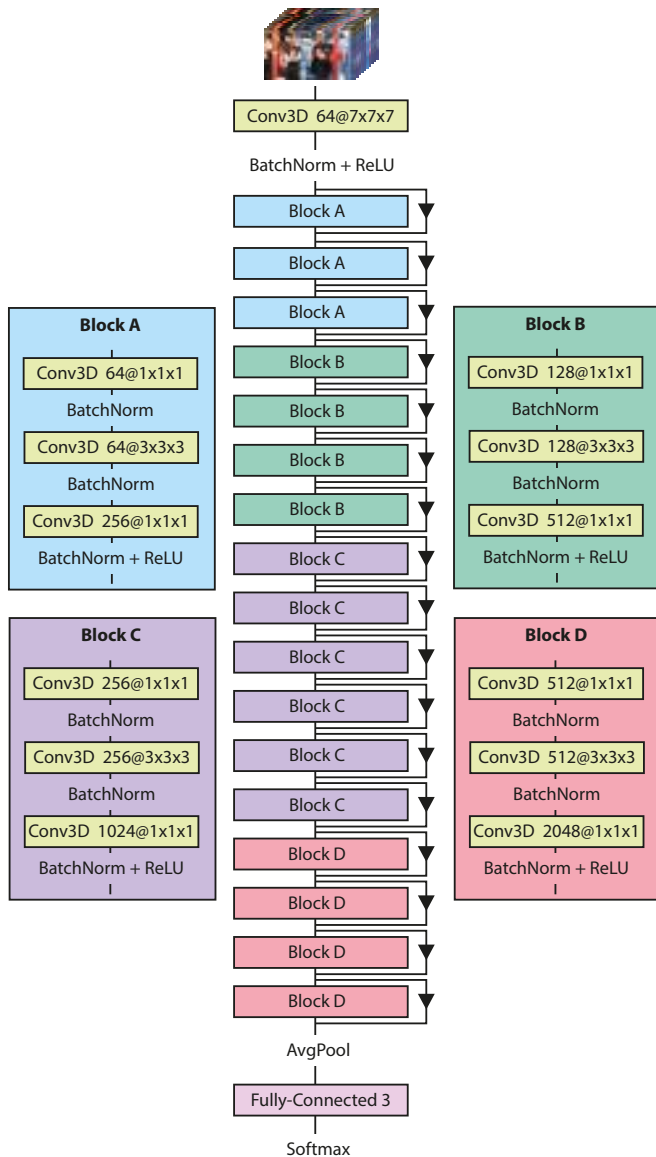 Conv3D 64@7x7x7
BatchNorm + ReLU
Block A
Block A
Block A
Block B
Block B
Block B
Block B
Block C
Block C
Block C
Block C
Block C
Block C
Block D
Block D
Block D
Block D
AvgPool
Fully-Connected 3
Softmax
Block A
Conv3D 64@1x1x1
BatchNorm
Conv3D 64@3x3x3
BatchNorm
Conv3D 256@1x1x1
BatchNorm + ReLU
Block B
Conv3D 128@1x1x1
BatchNorm
Conv3D 128@3x3x3
BatchNorm
Conv3D 512@1x1x1
BatchNorm + ReLU
Block C
Conv3D 256@1x1x1
BatchNorm
Conv3D 256@3x3x3
BatchNorm
Conv3D 1024@1x1x1
BatchNorm + ReLU
Block D
Conv3D 512@1x1x1
BatchNorm
Conv3D 512@3x3x3
BatchNorm
Conv3D 2048@1x1x1
BatchNorm + ReLU